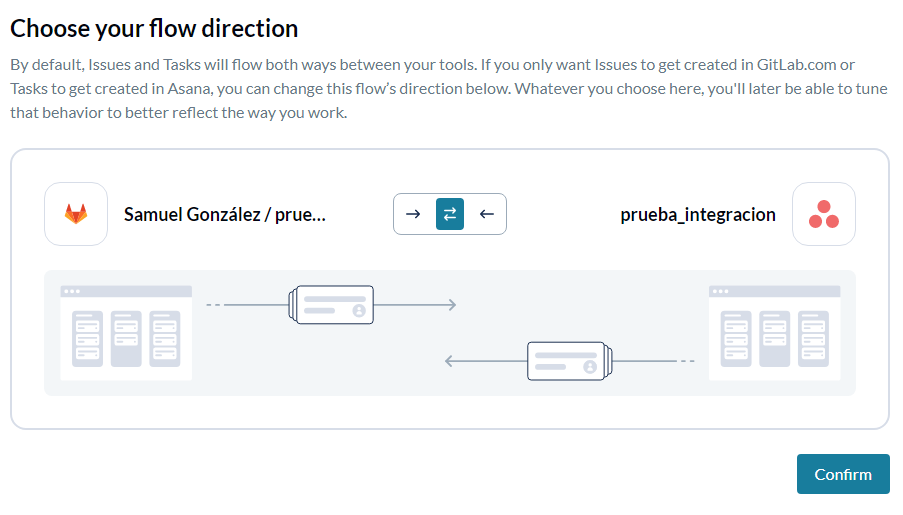 Choose your flow direction
By default, Issues and Tasks will flow both ways between your tools. If you only want Issues to get created in GitLab.com or
Tasks to get created in Asana, you can change this flow’s direction below. Whatever you choose here, you'll later be able to tune
that behavior to better reflect the way you work.
Samuel González / prue...
prueba_integracion
Confirm